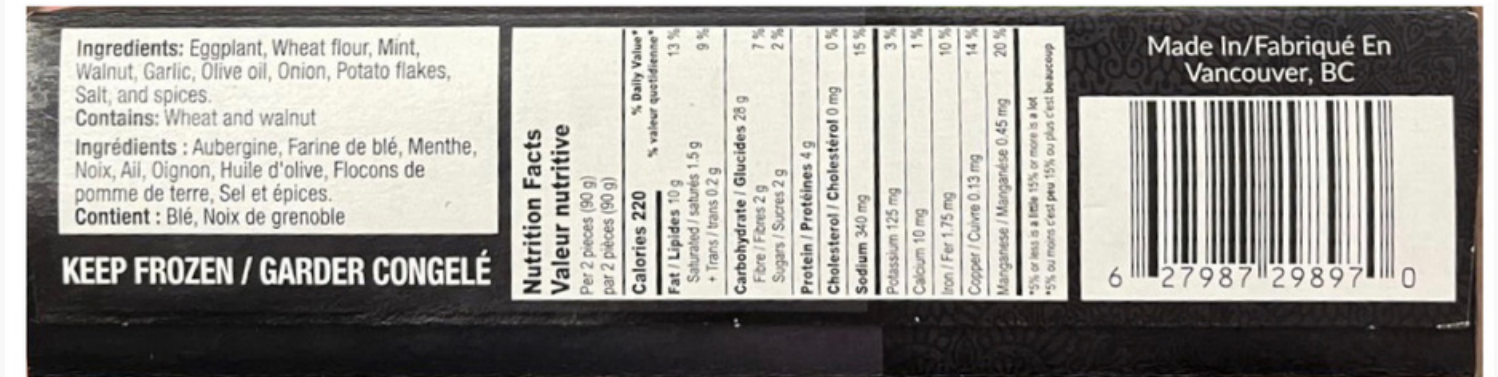 Ingredients: Eggplant, Wheat flour, Mint,
Walnut, Garlic, Olive oil, Onion, Potato flakes,
Salt, and spices.
Contains: Wheat and walnut
Ingrédients : Aubergine, Farine de blé, Menthe,
Noix, Ail, Oignon, Huile d'olive, Flocons de
pomme de terre, Sel et épices.
Contient : Blé, Noix de grenoble
KEEP FROZEN / GARDER CONGELÉ
Nutrition Facts
Valeur nutritive
Per 2 pieces (90 g)
par 2 pièces (90 g)
Calories 220 % Daily Value*
% valeur quotidienne*
Fat / Lipides 10 g 13 %
Saturated / saturés 1.5 g 9 %
+ Trans / trans 0.2 g
Carbohydrate / Glucides 28 g
Fibre / Fibres 2 g 7 %
Sugars / Sucres 2 g 2 %
Protein / Protéines 4 g
Cholesterol / Cholestérol 0 mg 0 %
Sodium 340 mg 15 %
Potassium 125 mg 3 %
Calcium 10 mg 1 %
Iron / Fer 1.75 mg 10 %
Copper / Cuivre 0.13 mg 14 %
Manganese / Manganèse 0.45 mg 20 %
*5% or less is a little 15% or more is a lot
*5% ou moins c'est peu 15% ou plus c'est beaucoup
Made In/Fabriqué En
Vancouver, BC
6 27987 29897 0